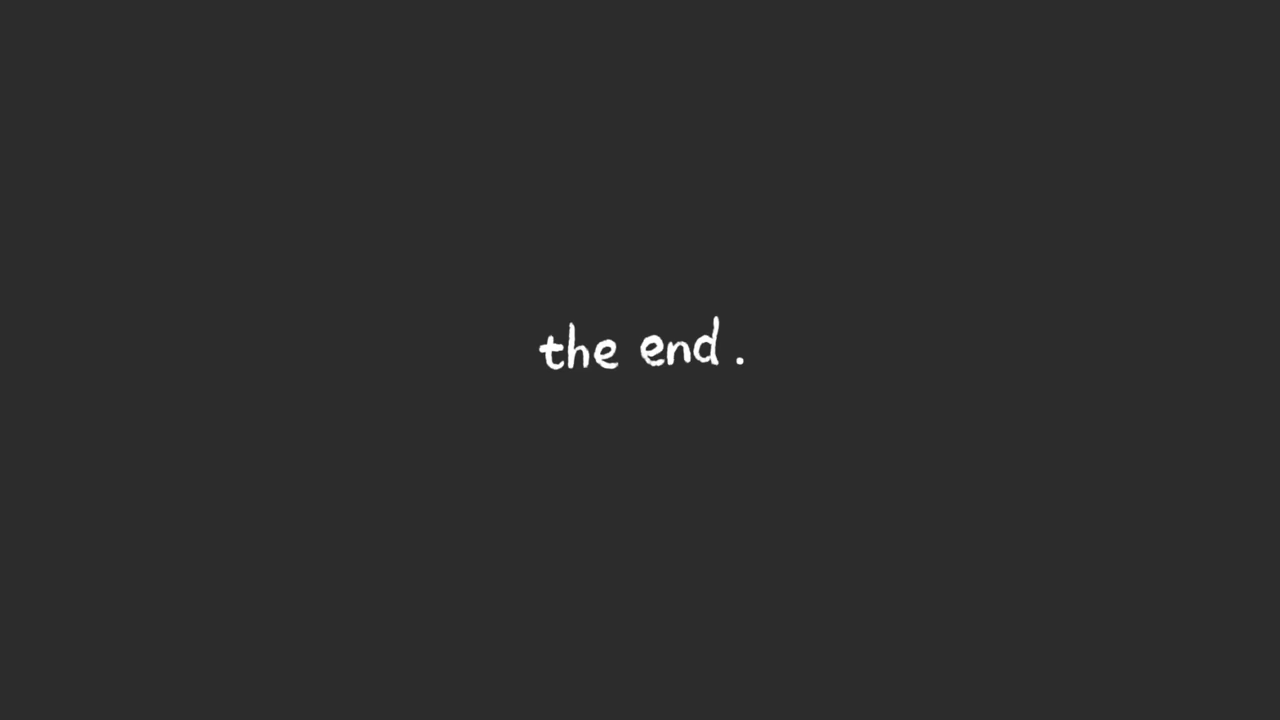 the end .